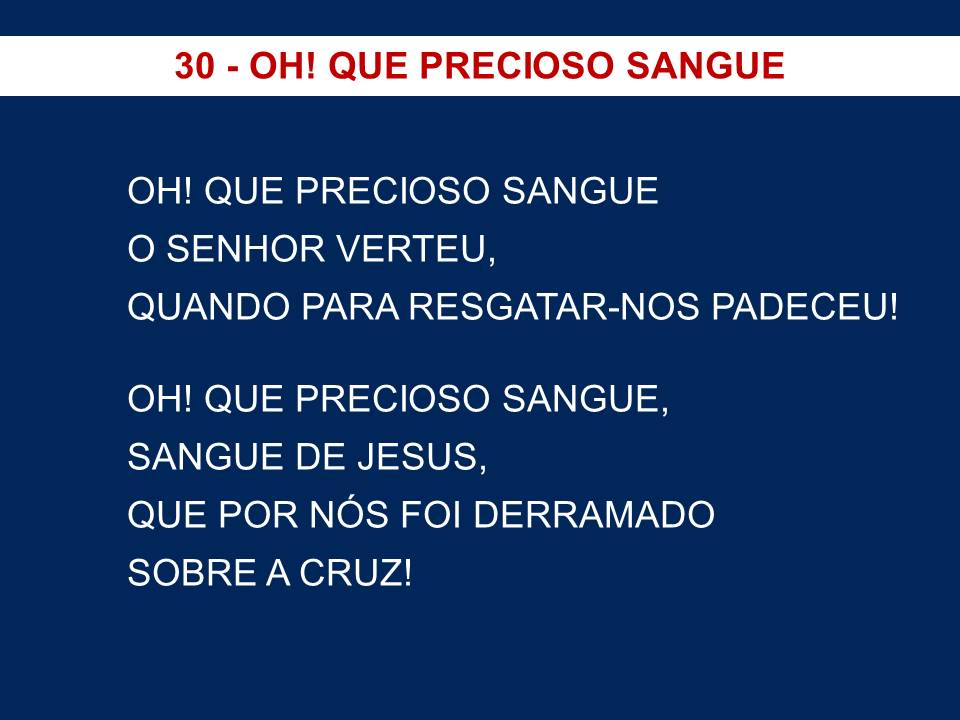 30 - OH! QUE PRECIOSO SANGUE
OH! QUE PRECIOSO SANGUE
O SENHOR VERTEU,
QUANDO PARA RESGATAR-NOS PADECEU!
OH! QUE PRECIOSO SANGUE,
SANGUE DE JESUS,
QUE POR NÓS FOI DERRAMADO
SOBRE A CRUZ!